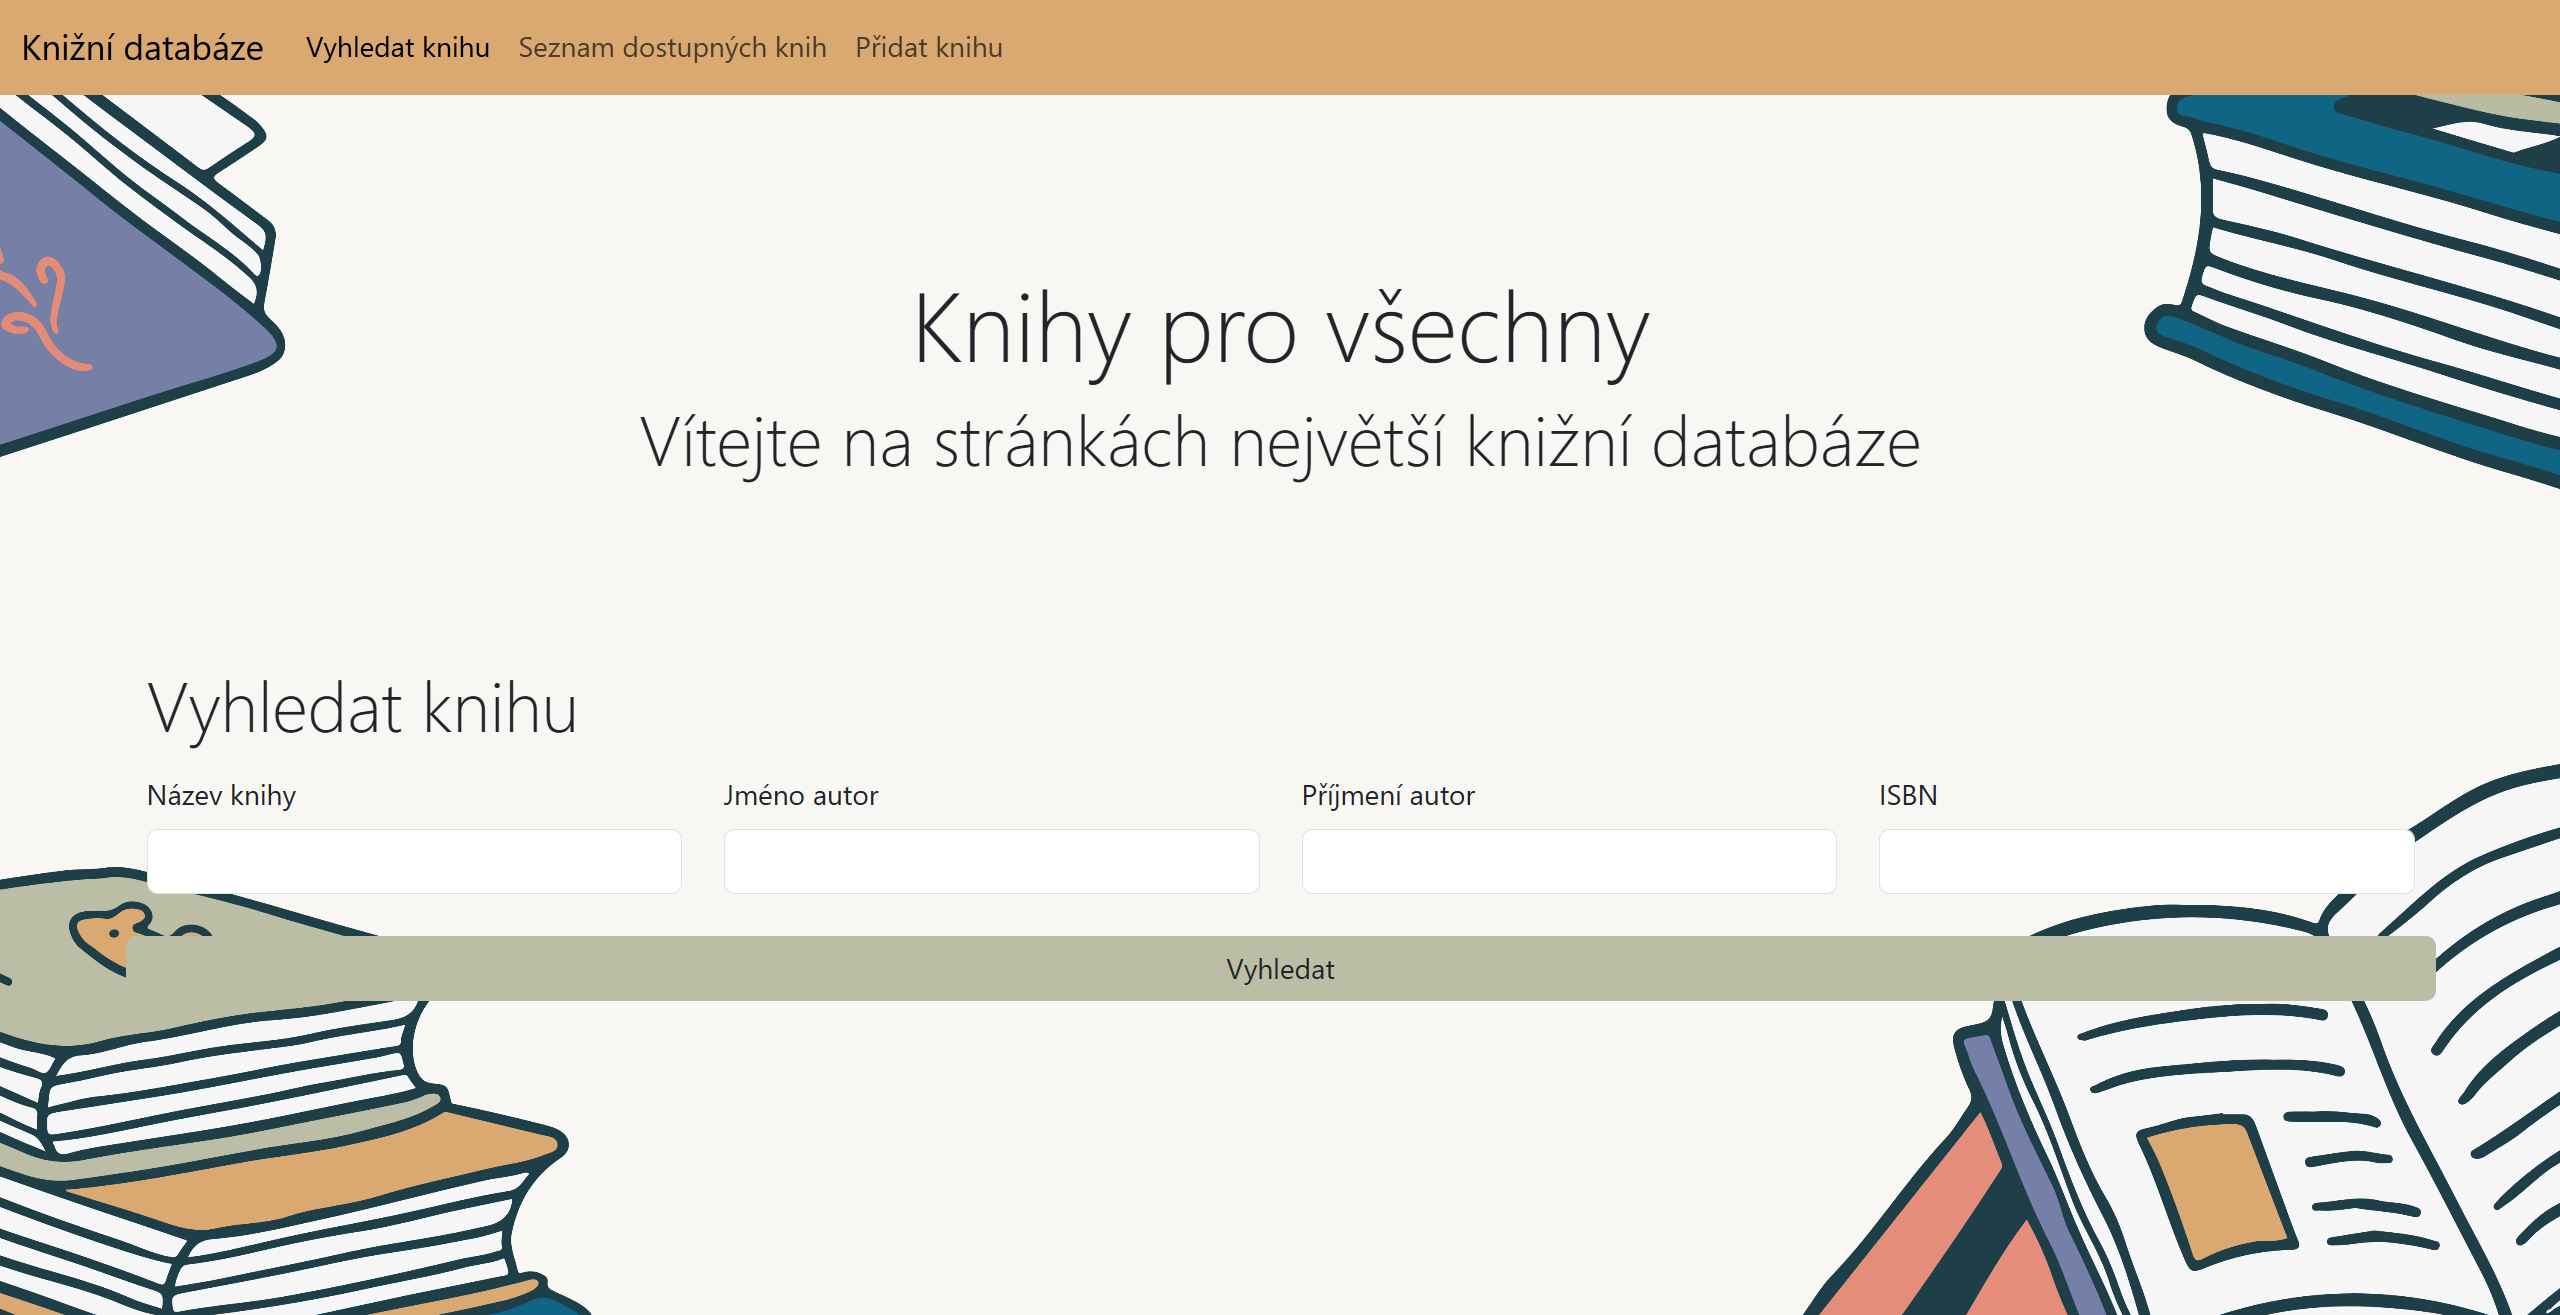 Knižní databáze Vyhledat knihu Seznam dostupných knih Přidat knihu
Knihy pro všechny
Vítejte na stránkách největší knižní databáze
Vyhledat knihu
Název knihy Jméno autor Příjmení autor ISBN
Vyhledat